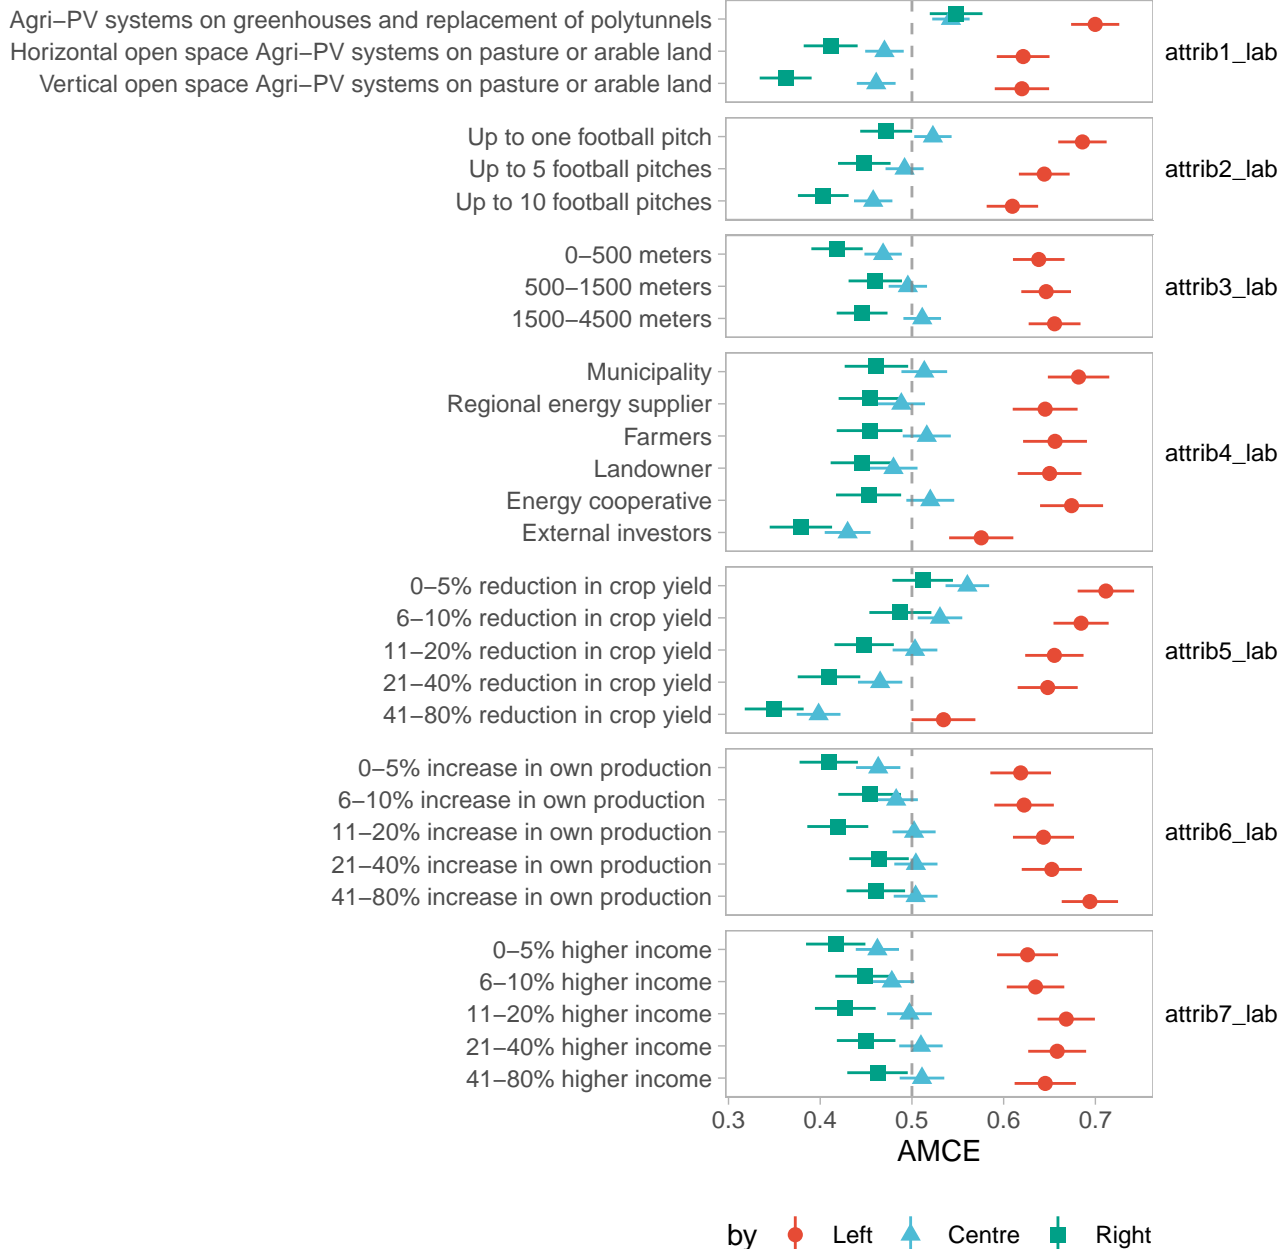 Agri−PV systems on greenhouses and replacement of polytunnels
Horizontal open space Agri−PV systems on pasture or arable land
Vertical open space Agri−PV systems on pasture or arable land
attrib1_lab
Up to one football pitch
Up to 5 football pitches
Up to 10 football pitches
attrib2_lab
0−500 meters
500−1500 meters
1500−4500 meters
attrib3_lab
Municipality
Regional energy supplier
Farmers
Landowner
Energy cooperative
External investors
attrib4_lab
0−5% reduction in crop yield
6−10% reduction in crop yield
11−20% reduction in crop yield
21−40% reduction in crop yield
41−80% reduction in crop yield
attrib5_lab
0−5% increase in own production
6−10% increase in own production
11−20% increase in own production
21−40% increase in own production
41−80% increase in own production
attrib6_lab
0−5% higher income
6−10% higher income
11−20% higher income
21−40% higher income
41−80% higher income
attrib7_lab
0.3 0.4 0.5 0.6 0.7
AMCE
by Left Centre Right